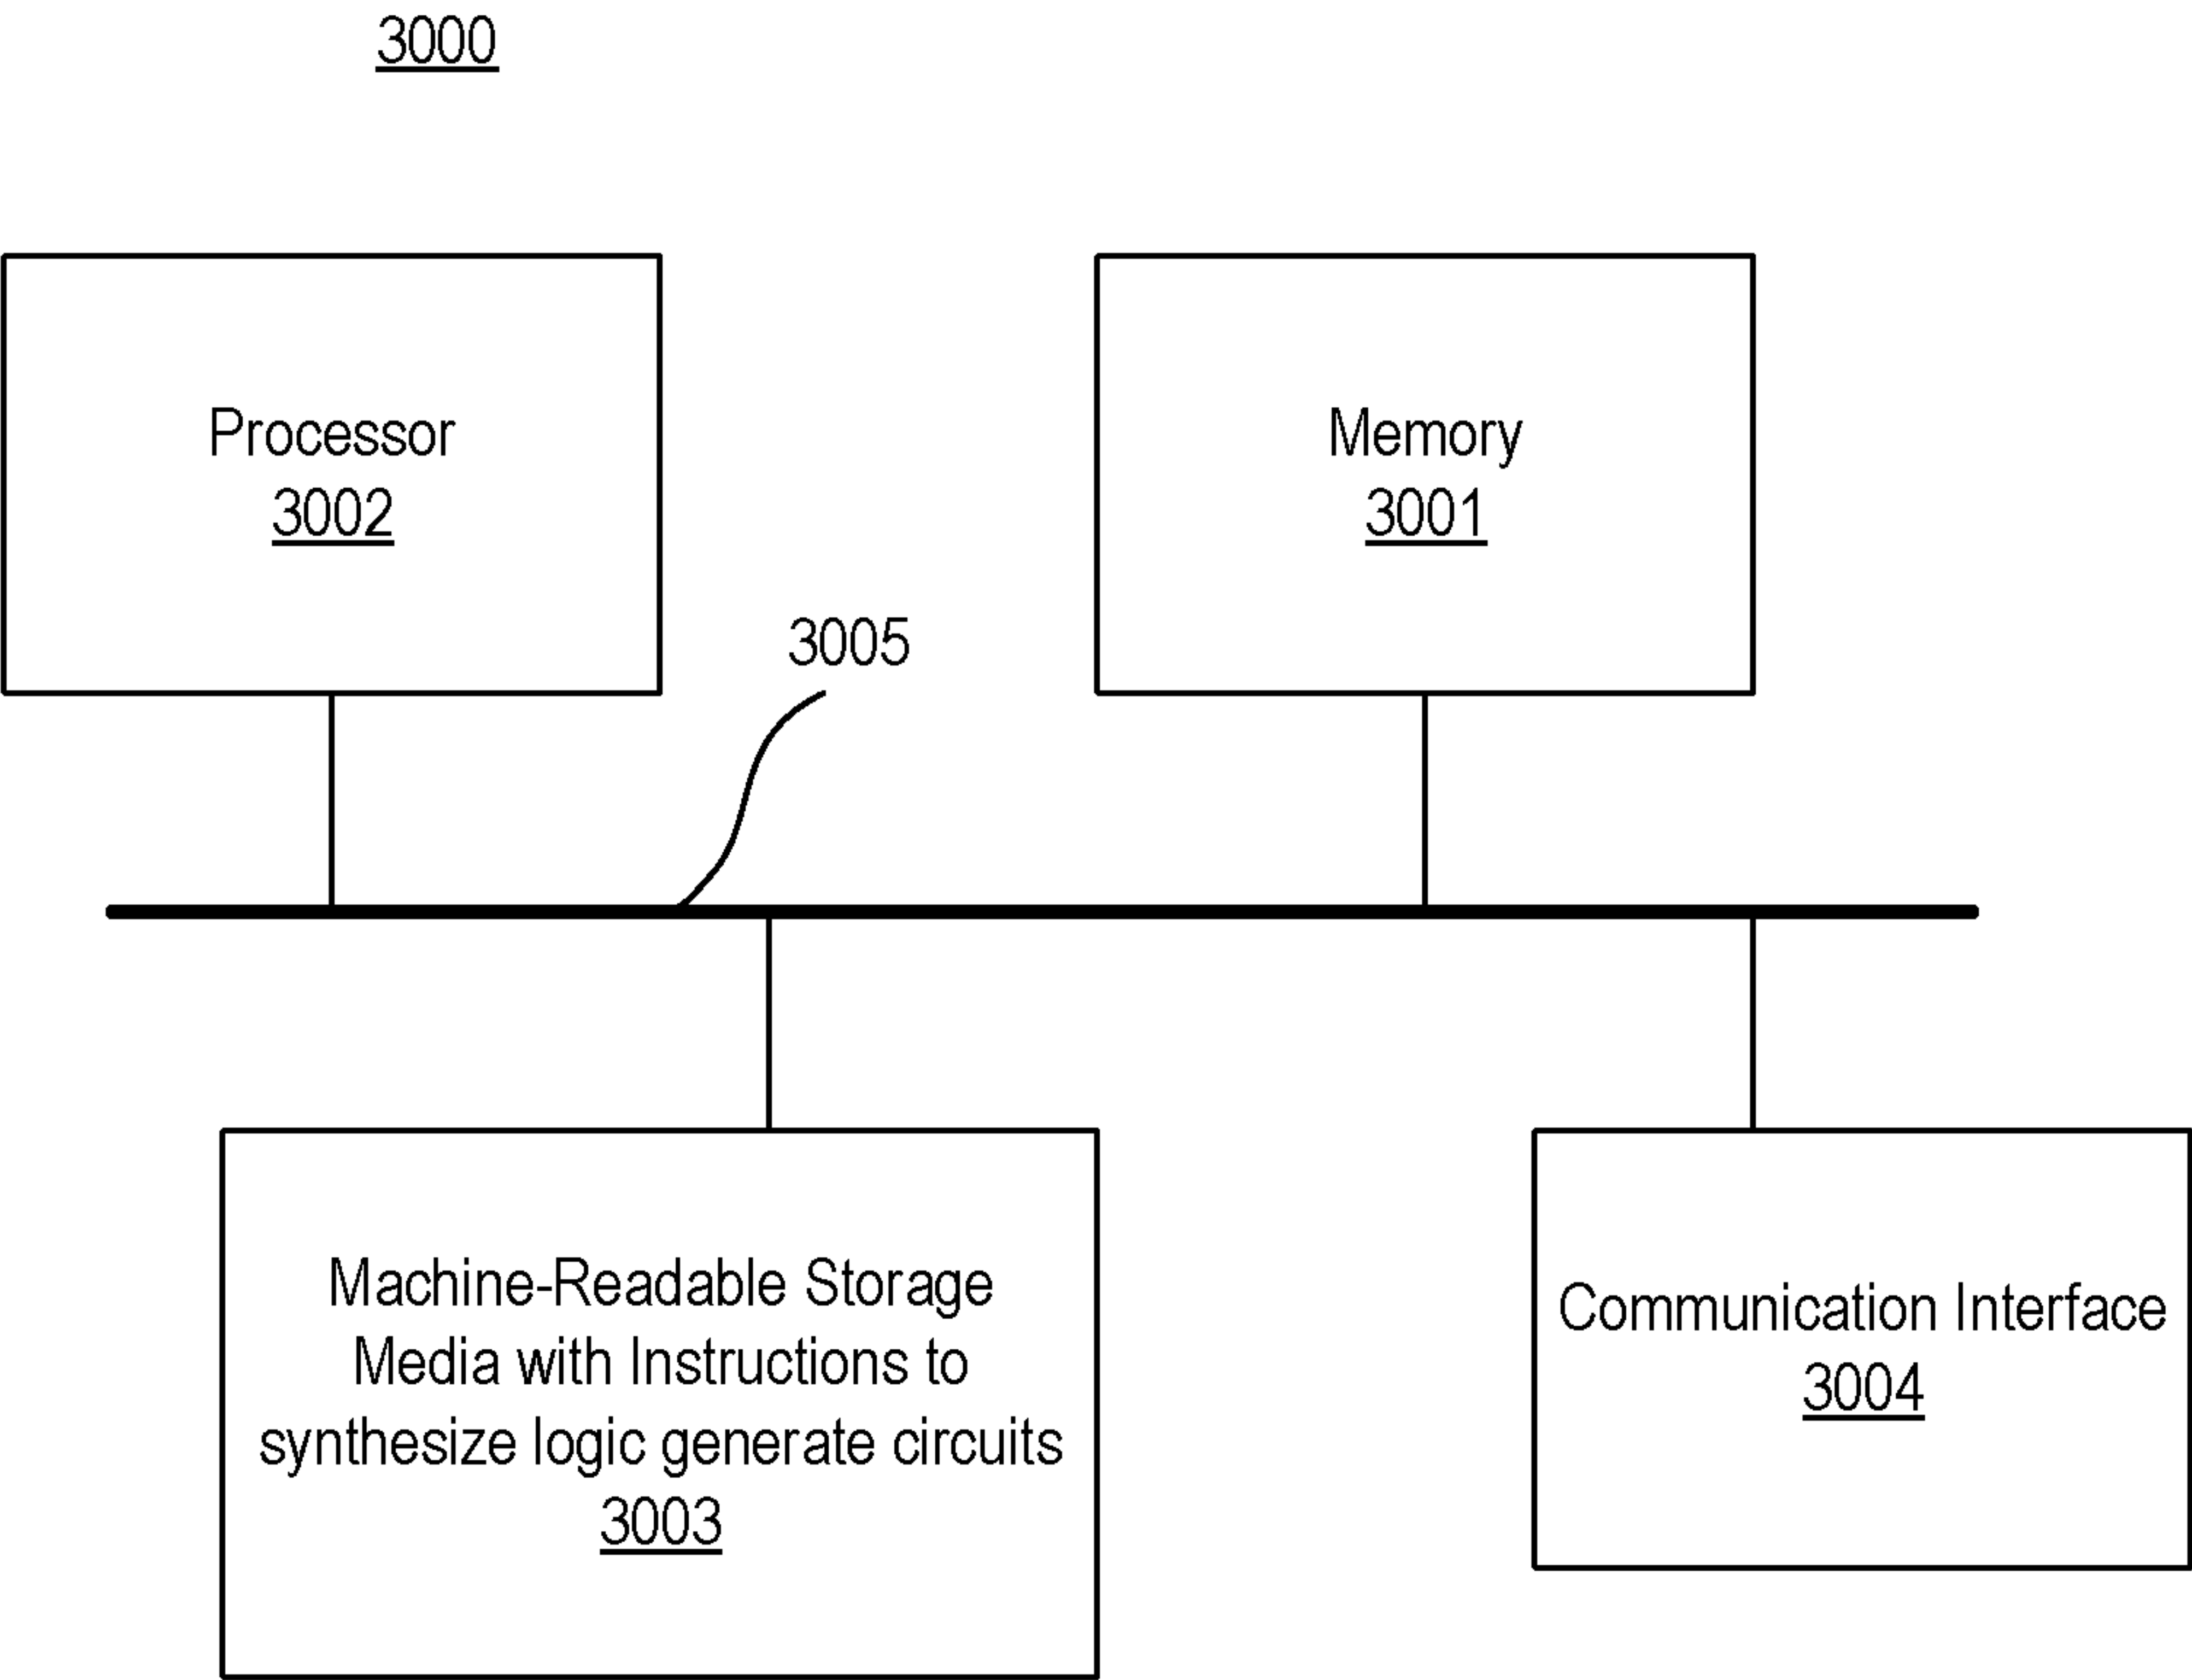 3000
Processor
3002
Memory
3001
3005
Machine-Readable Storage
Media with Instructions to
synthesize logic generate circuits
3003
Communication Interface
3004